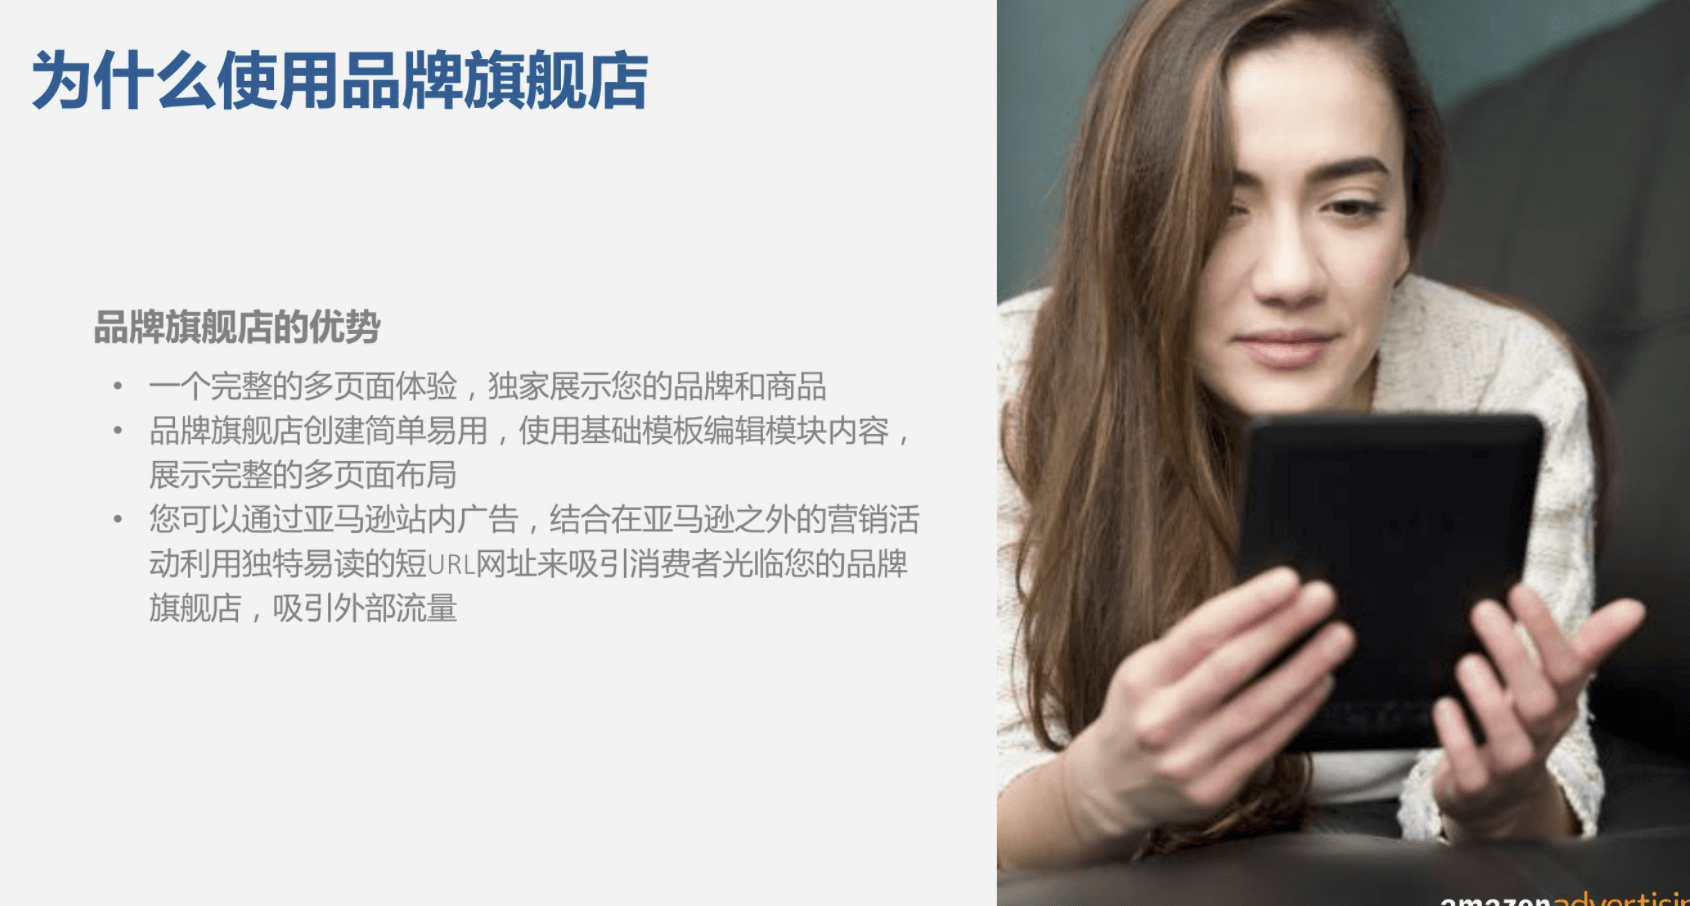 为什么使用品牌旗舰店
品牌旗舰店的优势
• 一个完整的多页面体验，独家展示您的品牌和商品
• 品牌旗舰店创建简单易用，使用基础模板编辑模块内容，
展示完整的多页面布局
• 您可以通过亚马逊站内广告，结合在亚马逊之外的营销活
动利用独特易读的短URL网址来吸引消费者光临您的品牌
旗舰店，吸引外部流量
amazonadvertisin